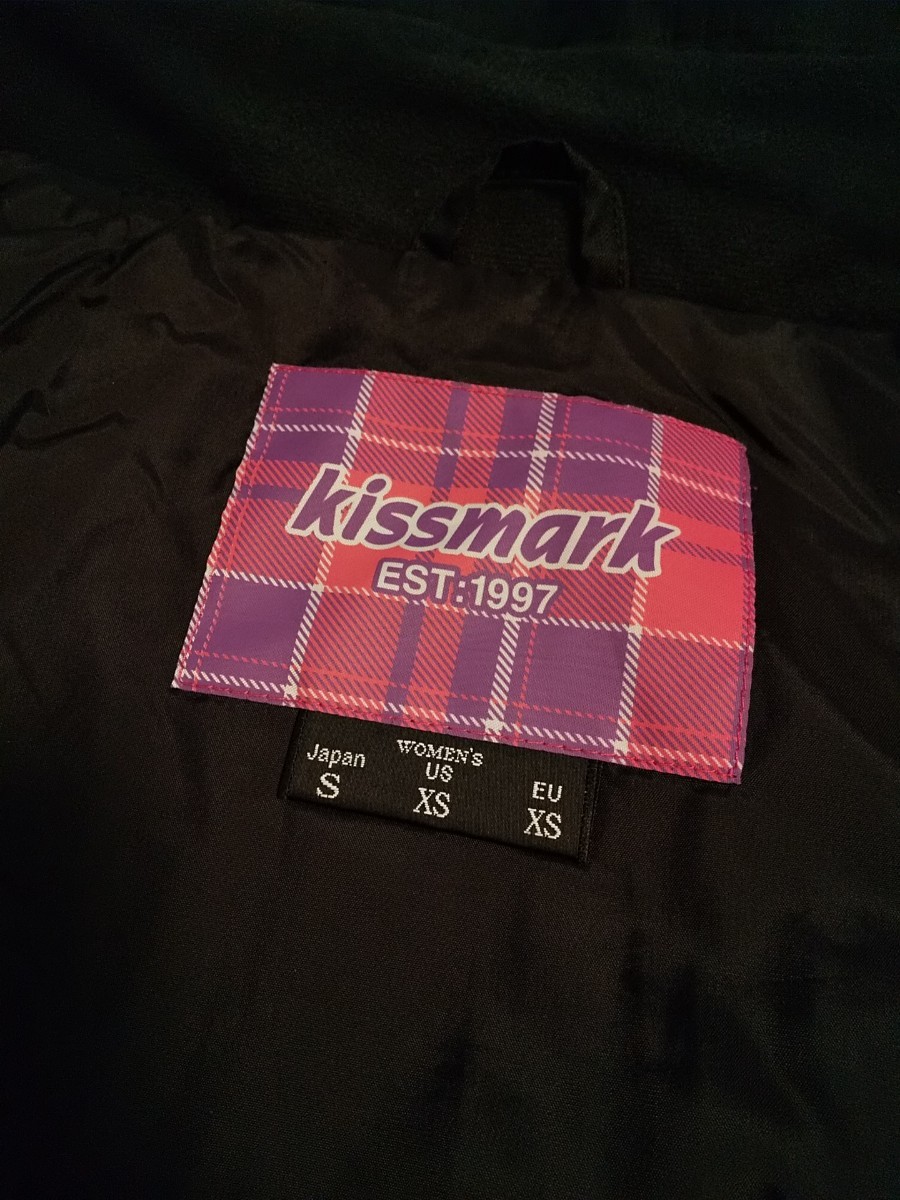 kissmark
EST:1997
Japan
S
WOMEN'S
US
XS
EU
XS